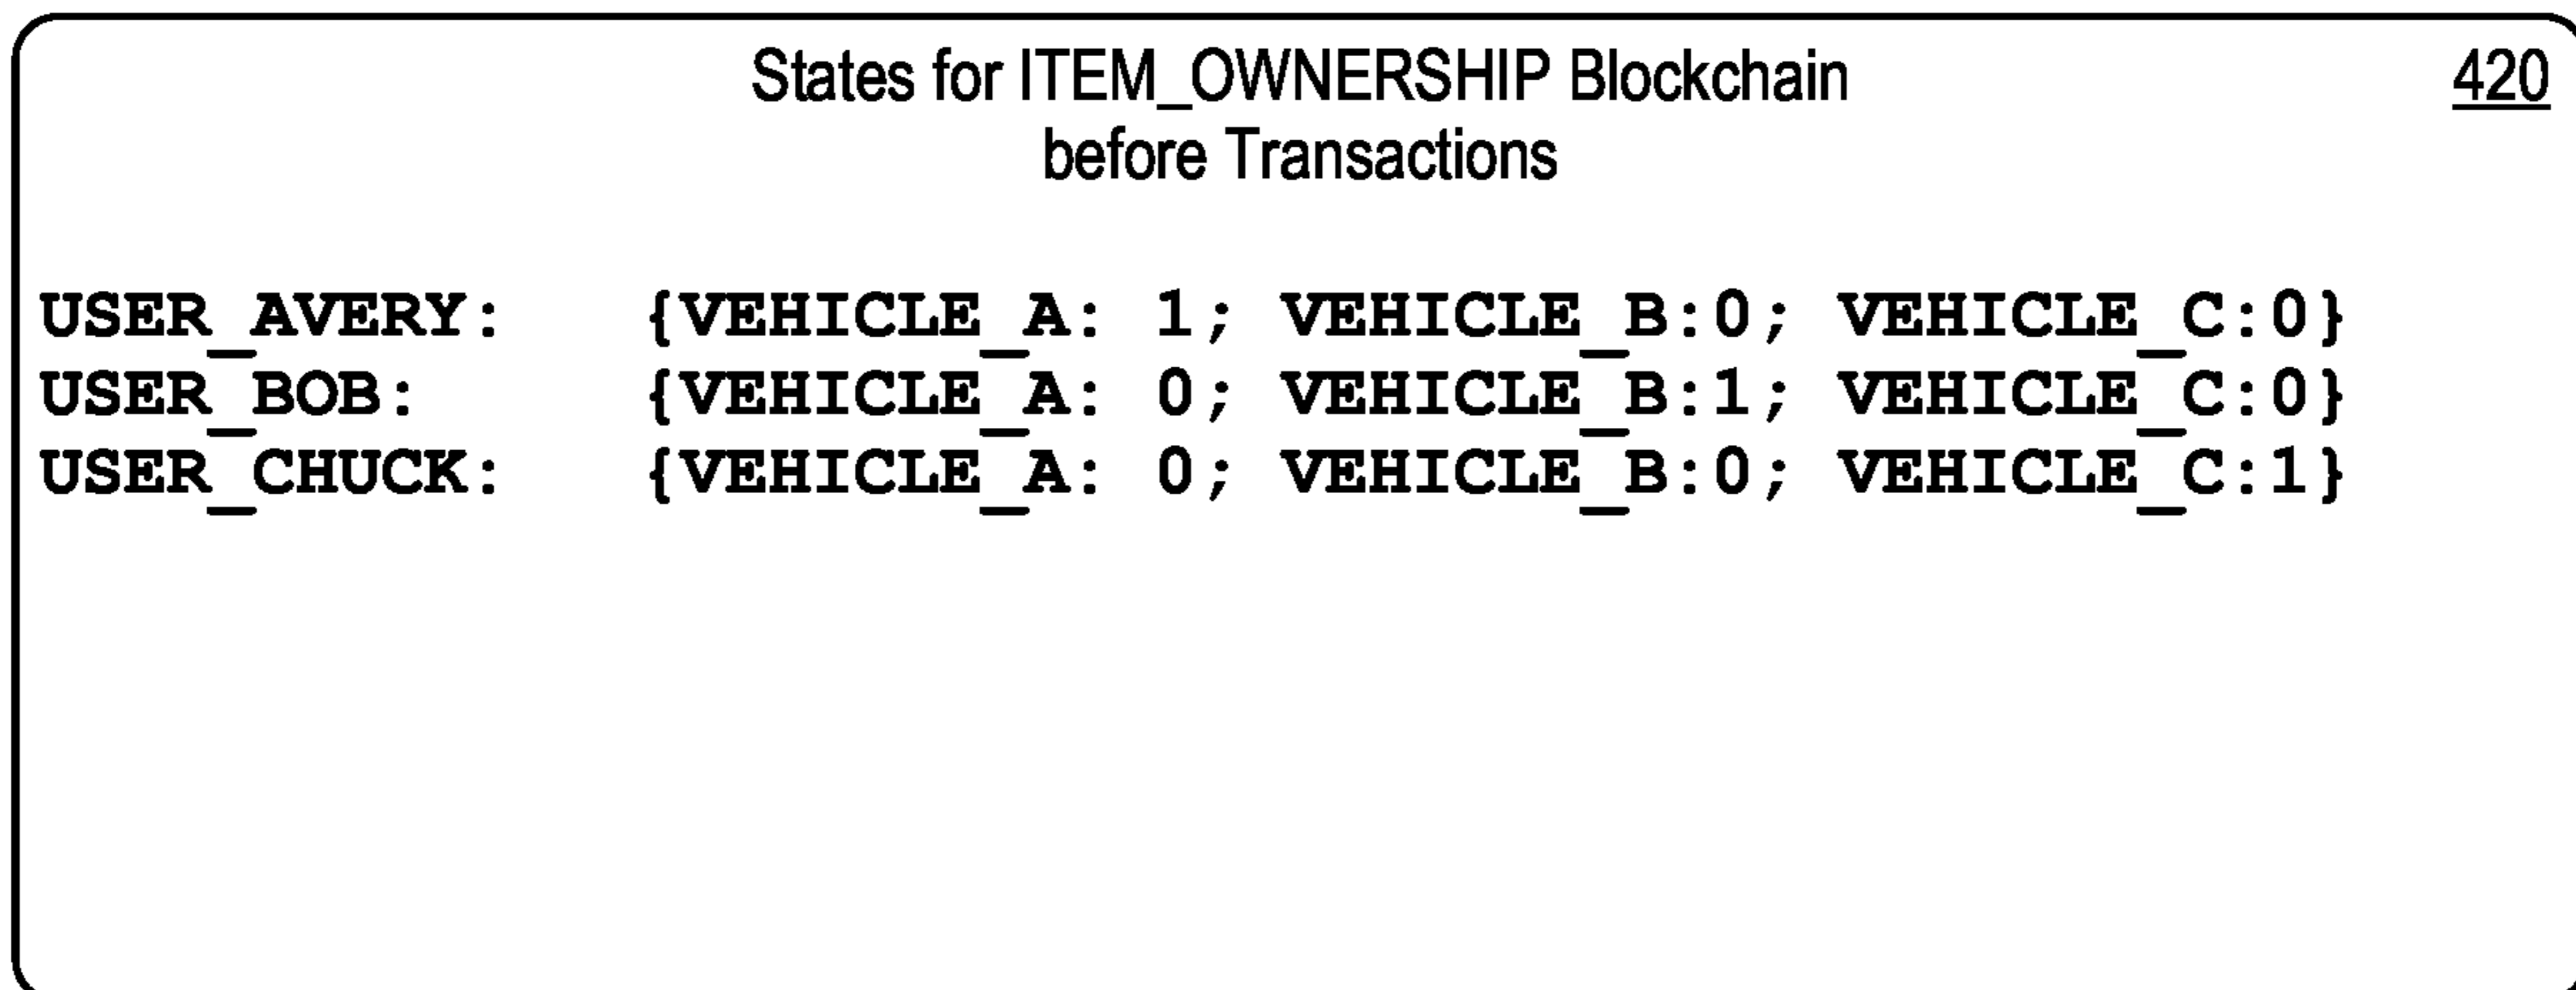 States for ITEM_OWNERSHIP Blockchain 420
before Transactions
USER_AVERY: {VEHICLE_A: 1; VEHICLE_B:0; VEHICLE_C:0}
USER_BOB: {VEHICLE_A: 0; VEHICLE_B:1; VEHICLE_C:0}
USER_CHUCK: {VEHICLE_A: 0; VEHICLE_B:0; VEHICLE_C:1}